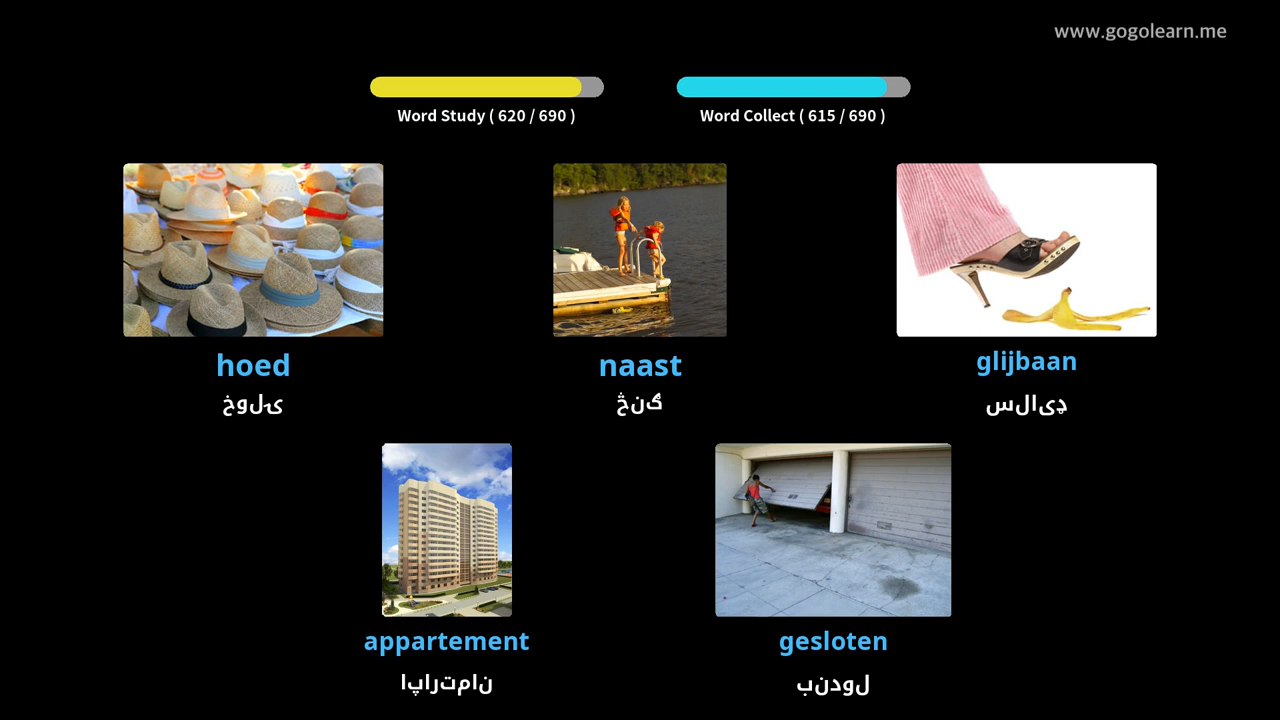 www.gogolearn.me
Word Study ( 620 / 690 )
Word Collect ( 615 / 690 )
hoed
خولۍ
naast
څنګ
glijbaan
سلایډ
appartement
اپارتمان
gesloten
بندول